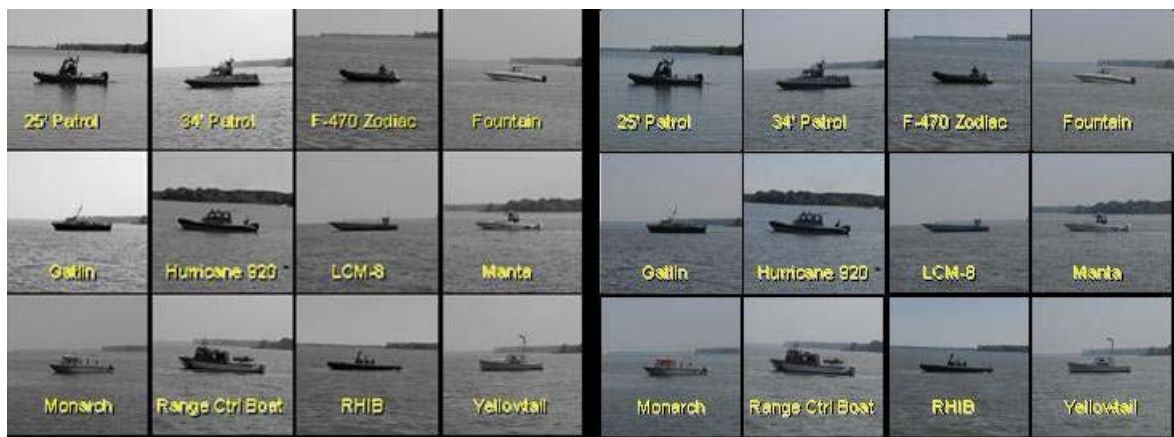 25' Patrol 34' Patrol F-470 Zodiac Fountain 25' Patrol 34' Patrol F-470 Zodiac Fountain
Gatlin Hurricane 920 LCM-8 Manta Gatlin Hurricane 920 LCM-8 Manta
Monarch Range Ctrl Boat RHIB Yellowtail Monarch Range Ctrl Boat RHIB Yellowtail